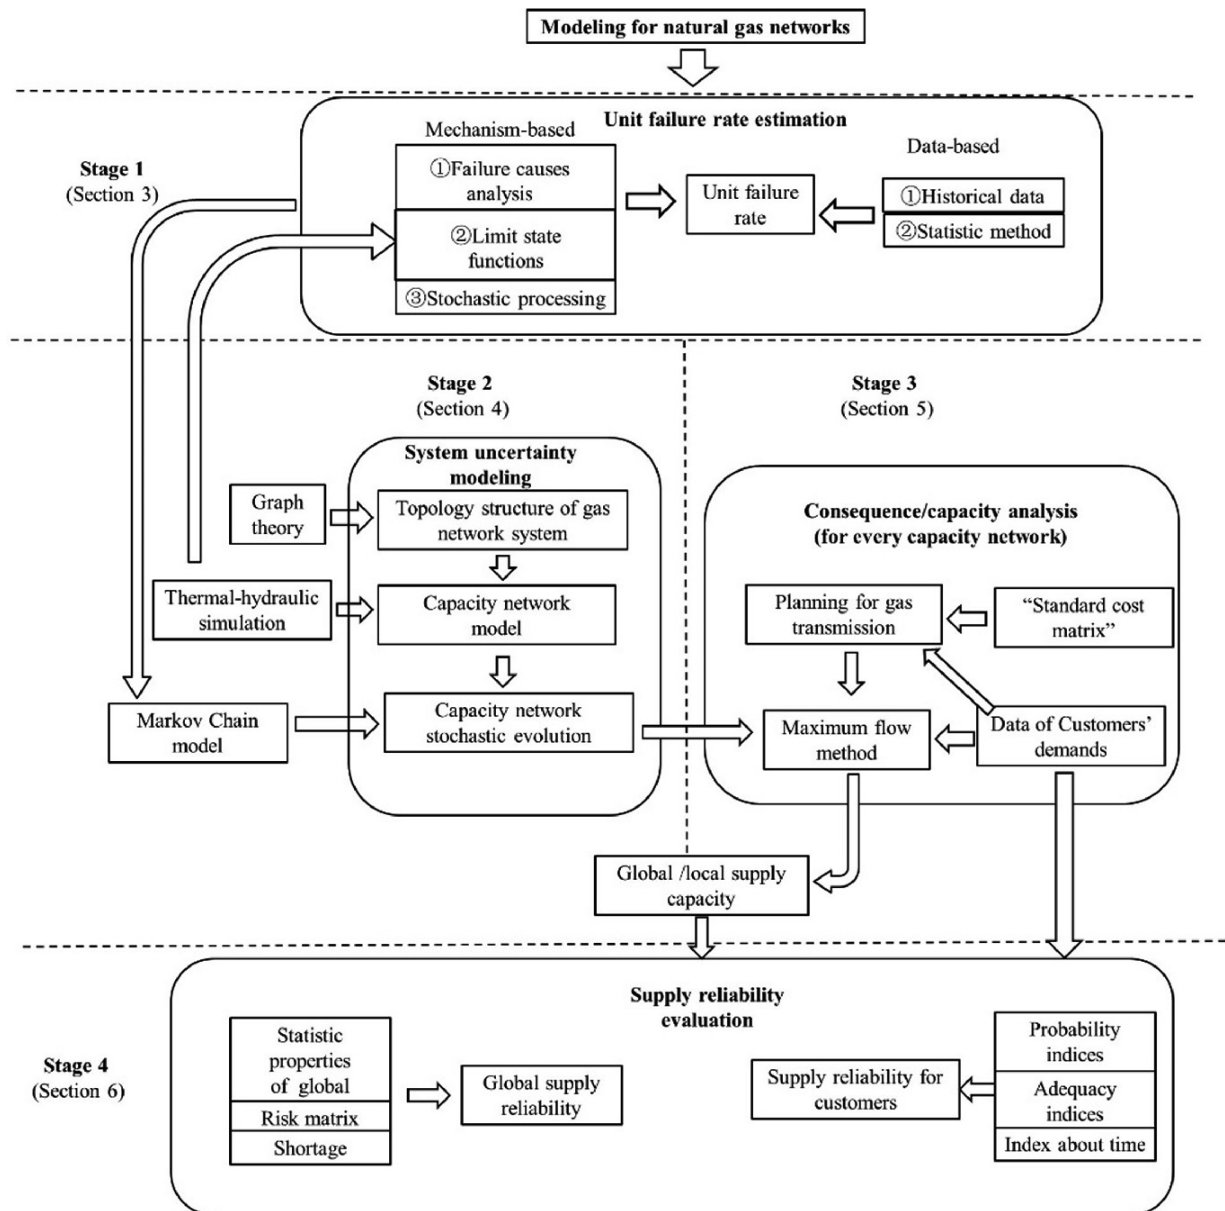 Modeling for natural gas networks
Unit failure rate estimation
Stage 1
(Section 3)
Mechanism-based
①Failure causes
analysis
②Limit state
functions
③Stochastic processing
Unit failure
rate
Data-based
①Historical data
②Statistic method
Stage 2
(Section 4)
System uncertainty
modeling
Graph
theory
Topology structure of gas
network system
Thermal-hydraulic
simulation
Capacity network
model
Markov Chain
model
Capacity network
stochastic evolution
Stage 3
(Section 5)
Consequence/capacity analysis
(for every capacity network)
Planning for gas
transmission
“Standard cost
matrix”
Maximum flow
method
Data of Customers’
demands
Global /local supply
capacity
Stage 4
(Section 6)
Supply reliability
evaluation
Statistic
properties
of global
Risk matrix
Shortage
Global supply
reliability
Supply reliability for
customers
Probability
indices
Adequacy
indices
Index about time